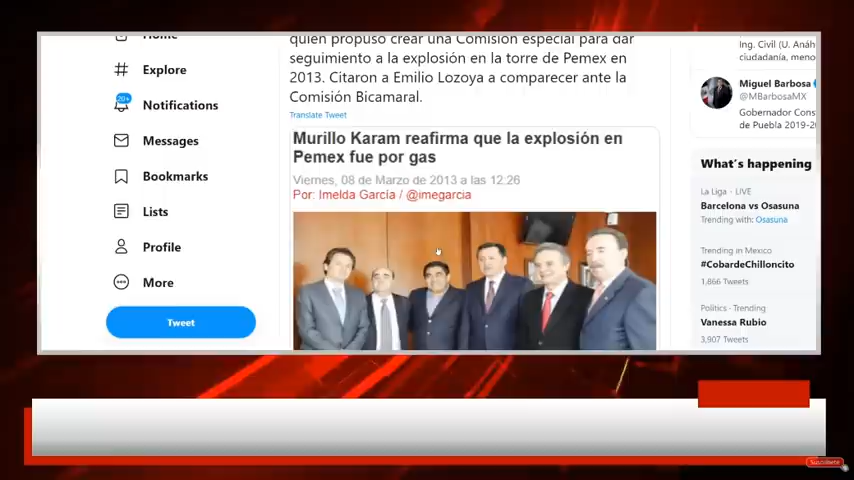 Home
Explore
20+
Notifications
Messages
Bookmarks
Lists
Profile
More
Tweet
quien propuso crear una Comisión especial para dar
seguimiento a la explosión en la torre de Pemex en
2013. Citaron a Emilio Lozoya a comparecer ante la
Comisión Bicamaral.
Translate Tweet
Murillo Karam reafirma que la explosión en
Pemex fue por gas
Viernes, 08 de Marzo de 2013 a las 12:26
Por: Imelda García / @imegarcia
Ing. Civil (U. Anáh
ciudadanía, meno
Miguel Barbosa
@MBarbosaMX
Gobernador Cons
de Puebla 2019-2
What's happening
La Liga · LIVE
Barcelona vs Osasuna
Trending with: Osasuna
Trending in Mexico
#CobardeChilloncito
1,866 Tweets
Politics · Trending
Vanessa Rubio
3,907 Tweets
Suscríbete